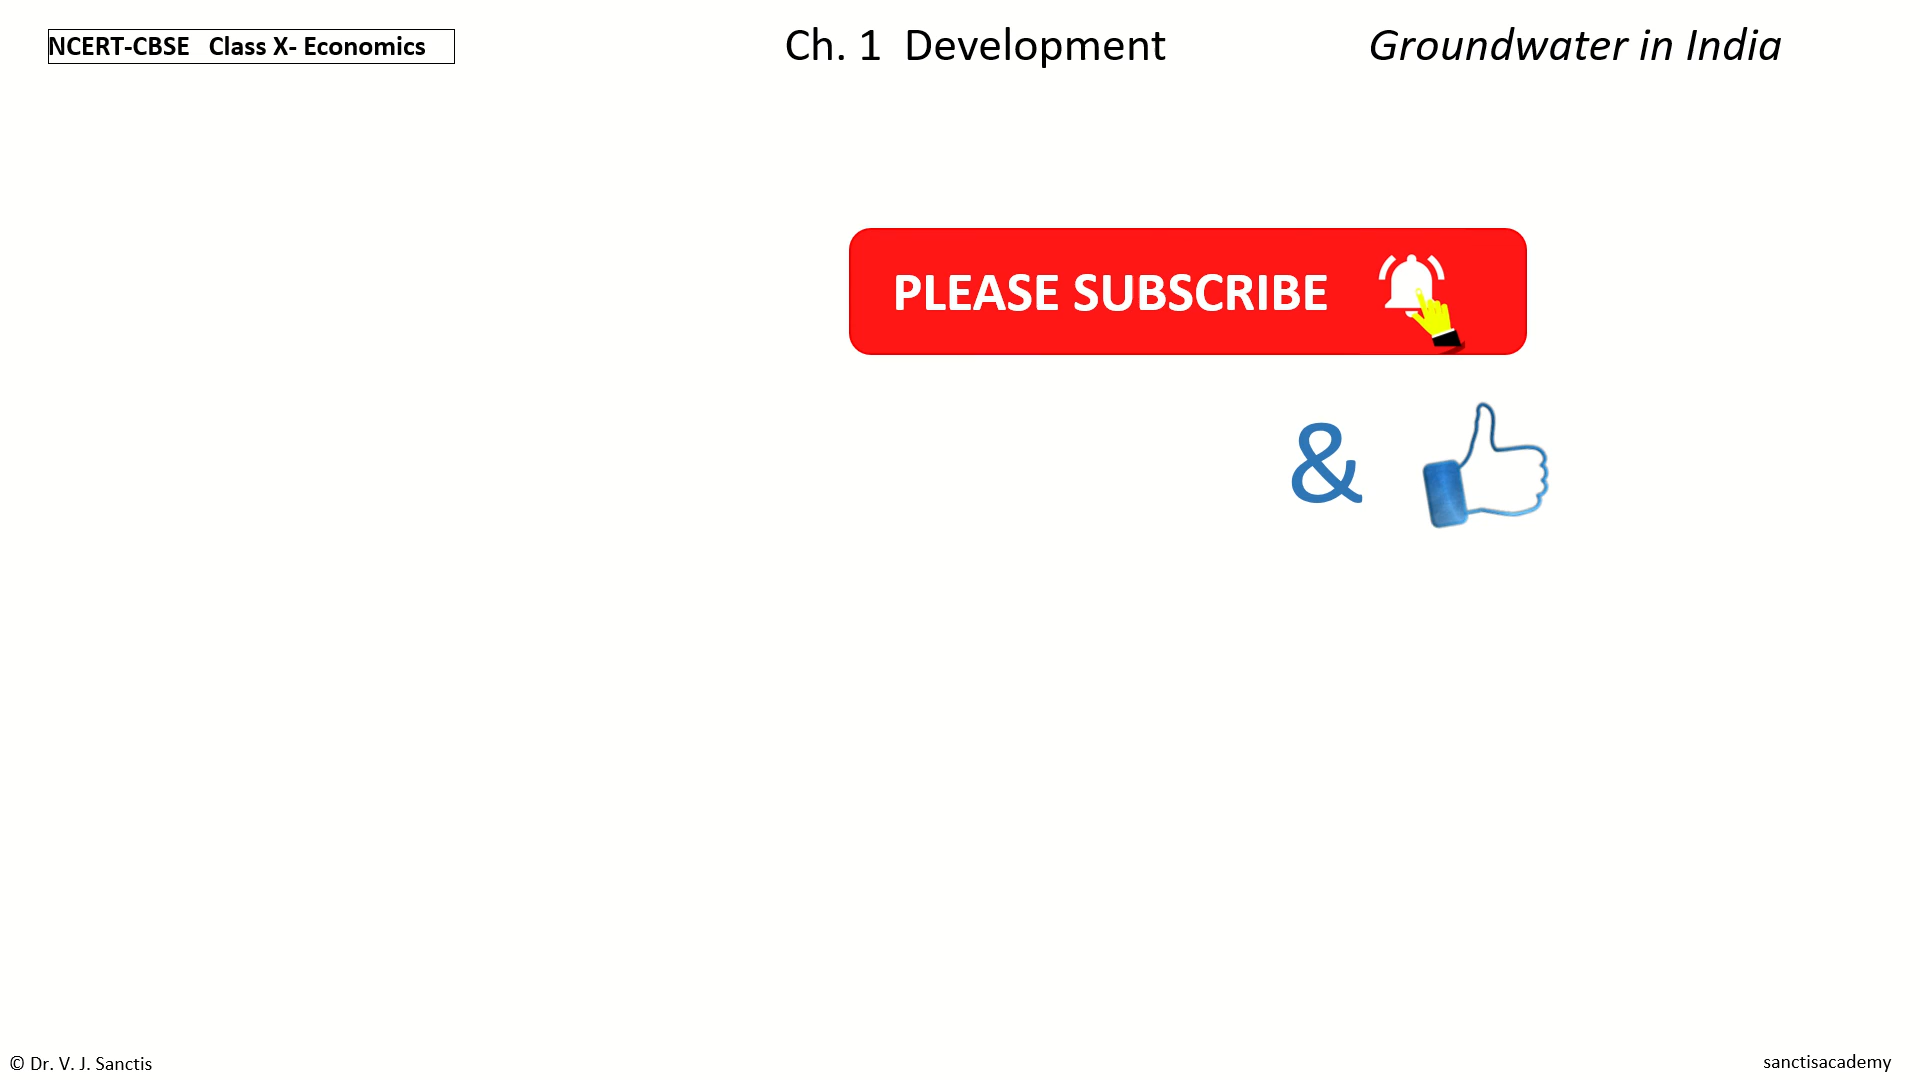 NCERT-CBSE   Class X- Economics
Ch. 1  Development
Groundwater in India
PLEASE SUBSCRIBE
&
© Dr. V. J. Sanctis
sanctisacademy